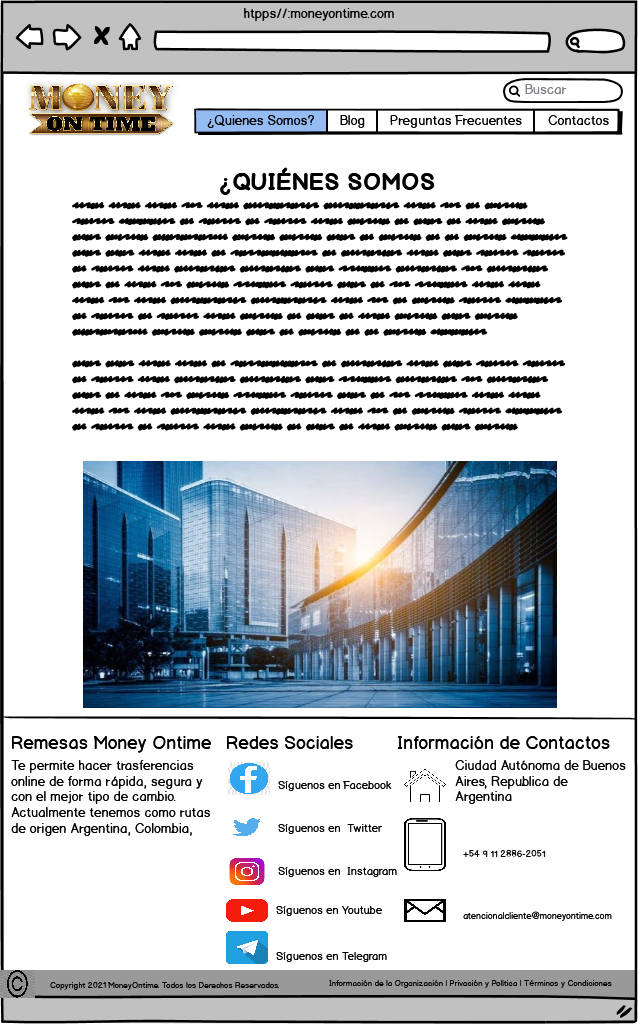 htpps//:moneyontime.com
MONEY
ON TIME
Buscar
¿Quienes Somos?
Blog
Preguntas Frecuentes
Contactos
¿QUIÉNES SOMOS
Remesas Money Ontime
Te permite hacer trasferencias
online de forma rápida, segura y
con el mejor tipo de cambio.
Actualmente tenemos como rutas
de origen Argentina, Colombia,
Redes Sociales
Síguenos en Facebook
Síguenos en Twitter
Síguenos en Instagram
Síguenos en Youtube
Síguenos en Telegram
Información de Contactos
Ciudad Autónoma de Buenos
Aires, Republica de
Argentina
+54 9 11 2886-2051
atencionalcliente@moneyontime.com
© Copyright 2021 MoneyOntime. Todos los Derechos Reservados.
Información de la Organización | Privación y Política | Términos y Condiciones